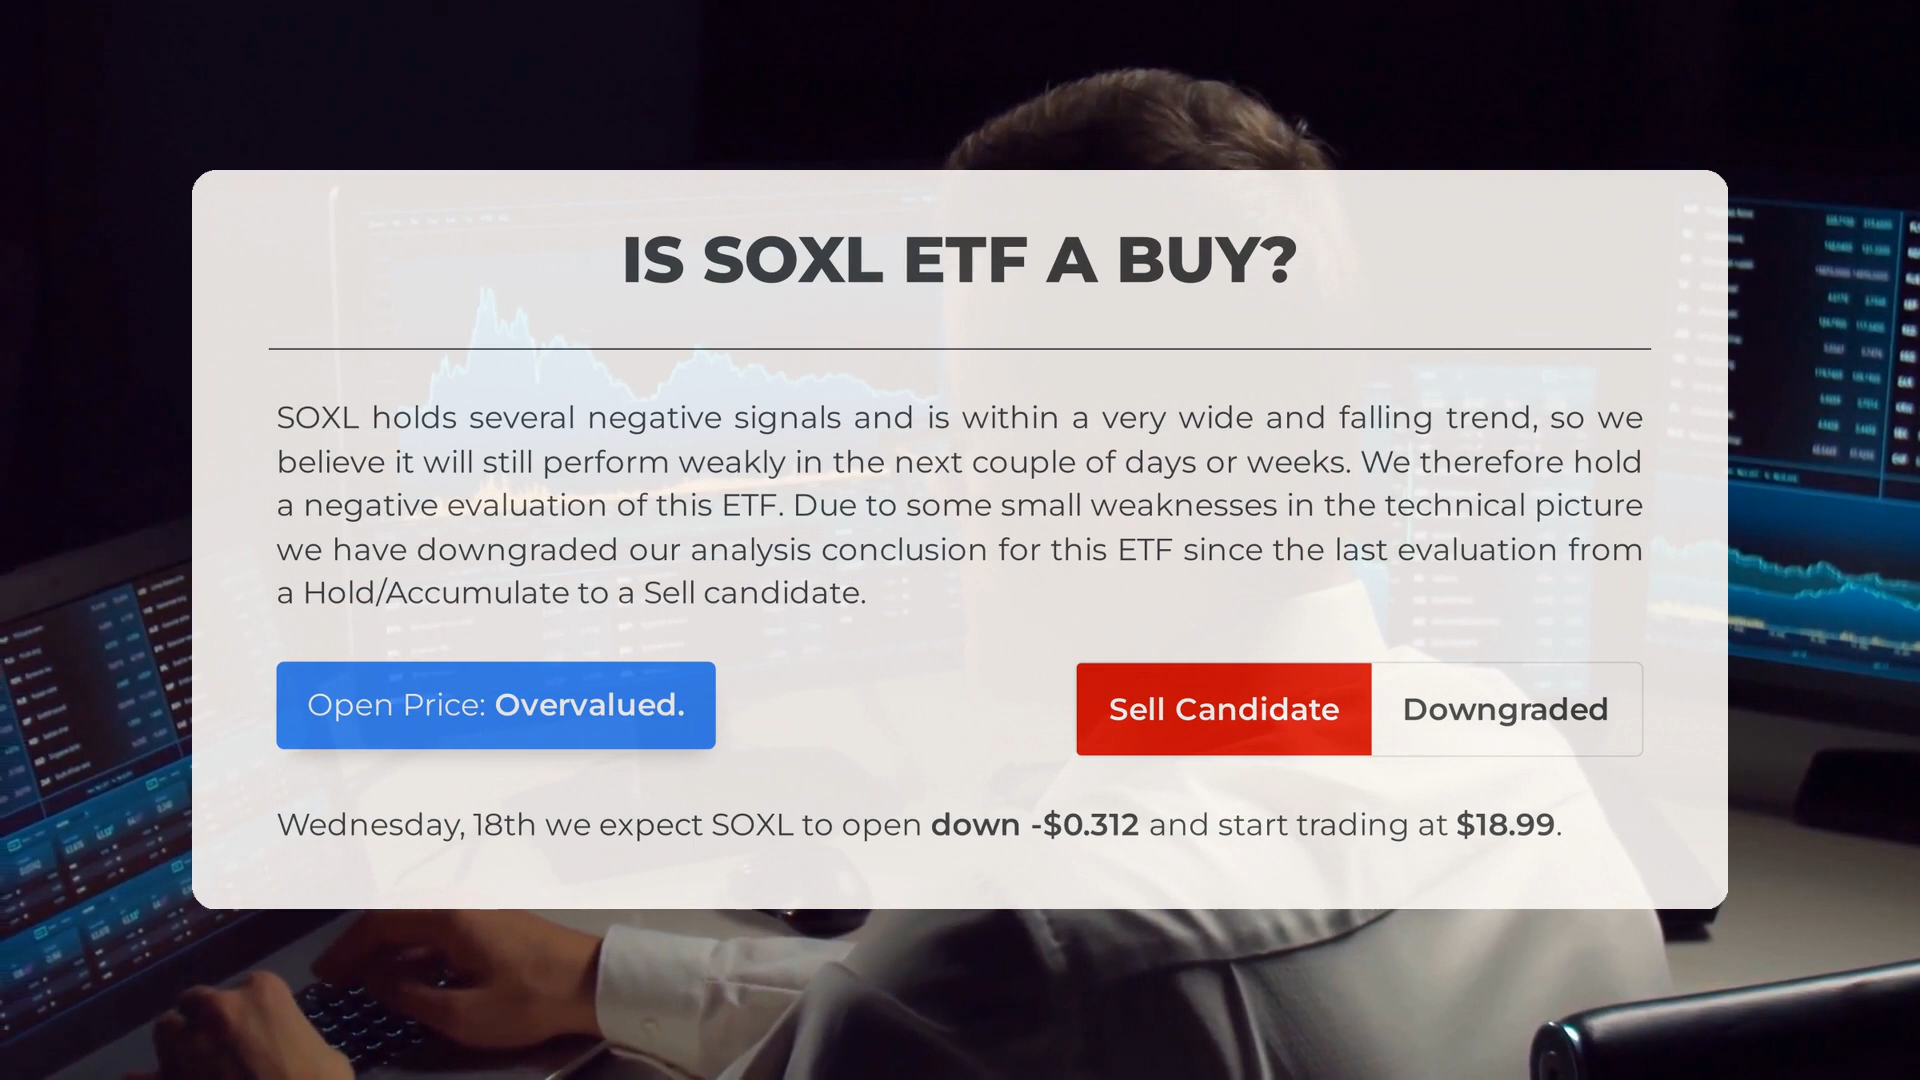 IS SOXL ETF A BUY?
SOXL holds several negative signals and is within a very wide and falling trend, so we
believe it will still perform weakly in the next couple of days or weeks. We therefore hold
a negative evaluation of this ETF. Due to some small weaknesses in the technical picture
we have downgraded our analysis conclusion for this ETF since the last evaluation from
a Hold/Accumulate to a Sell candidate.
Open Price: Overvalued.
Sell Candidate Downgraded
Wednesday, 18th we expect SOXL to open down -$0.312 and start trading at $18.99.